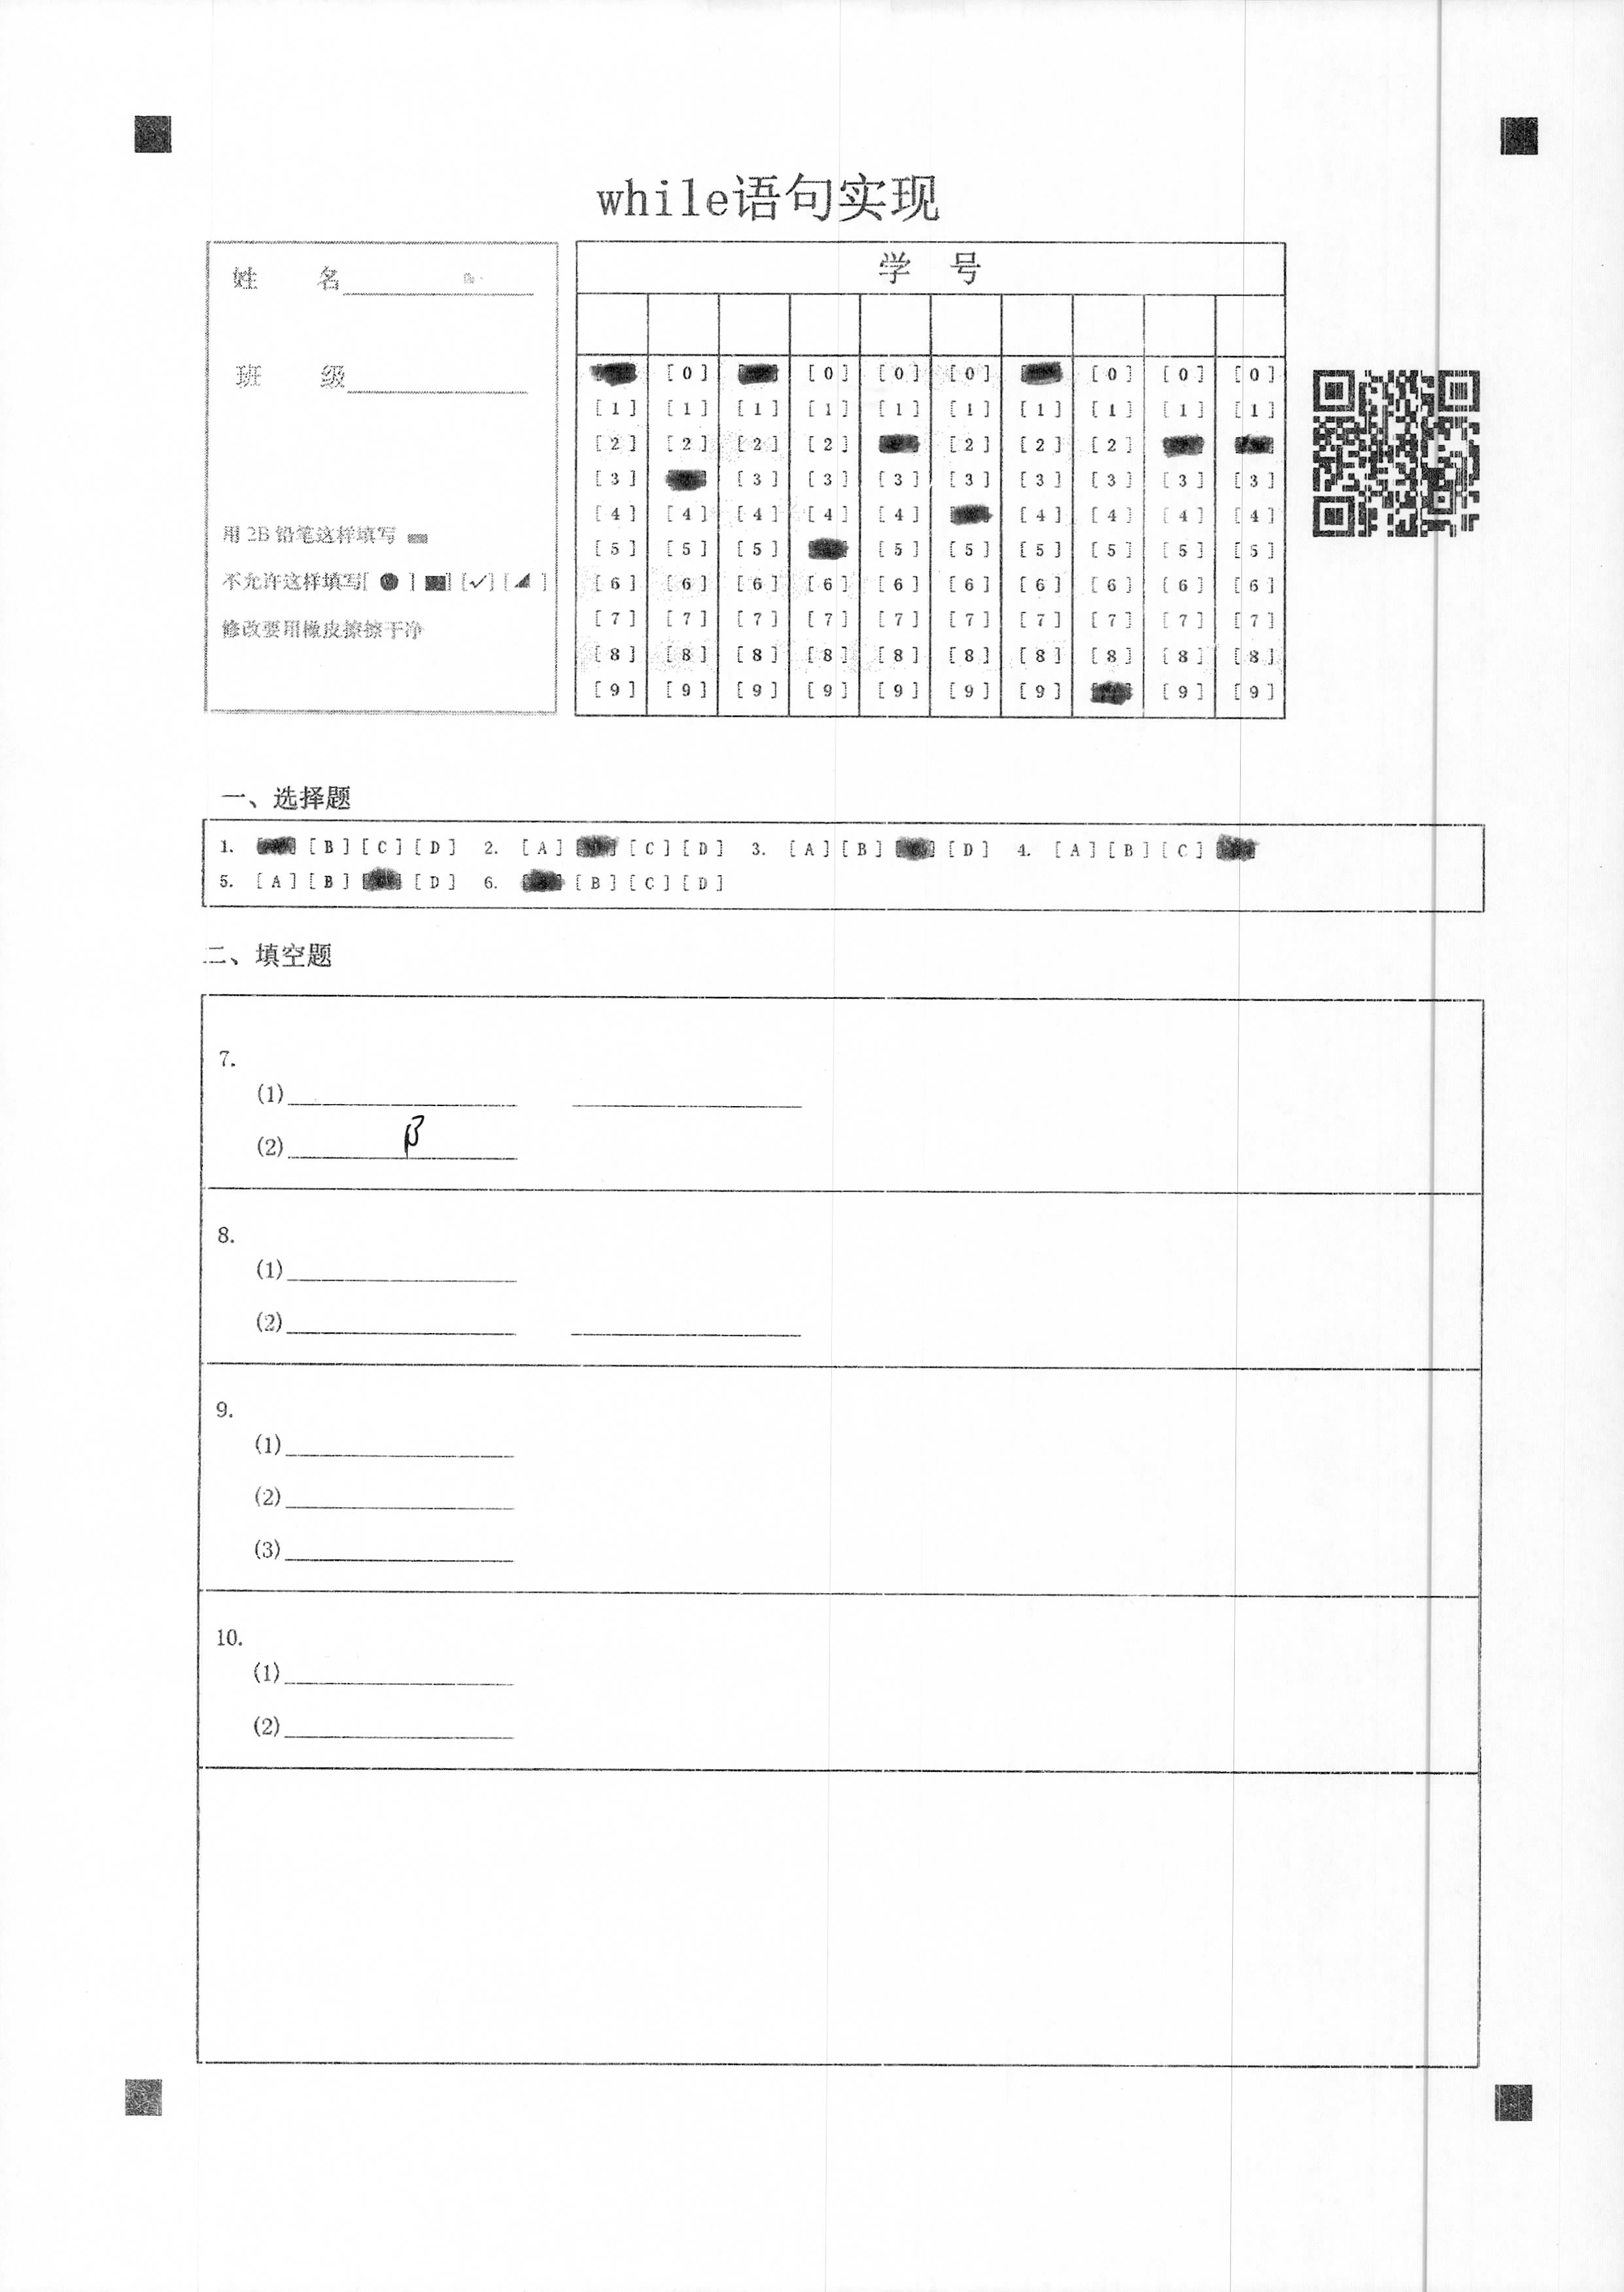 while语句实现
姓 名
班 级
用 2B 铅笔这样填写
不允许这样填写[ ● ] [■] [✓] [◢ ]
修改要用橡皮擦擦干净
学 号
[0] [0] [0] [0] [0] [0] [0]
[1] [1] [1] [1] [1] [1] [1] [1] [1] [1]
[2] [2] [2] [2] [2] [2] [2]
[3] [3] [3] [3] [3] [3] [3] [3] [3]
[4] [4] [4] [4] [4] [4] [4] [4] [4]
[5] [5] [5] [5] [5] [5] [5] [5] [5]
[6] [6] [6] [6] [6] [6] [6] [6] [6] [6]
[7] [7] [7] [7] [7] [7] [7] [7] [7] [7]
[8] [8] [8] [8] [8] [8] [8] [8] [8] [8]
[9] [9] [9] [9] [9] [9] [9] [9] [9]
一、选择题
1. [B] [C] [D] 2. [A] [C] [D] 3. [A] [B] [D] 4. [A] [B] [C]
5. [A] [B] [D] 6. [B] [C] [D]
二、填空题
7.
(1)
(2) B
8.
(1)
(2)
9.
(1)
(2)
(3)
10.
(1)
(2)